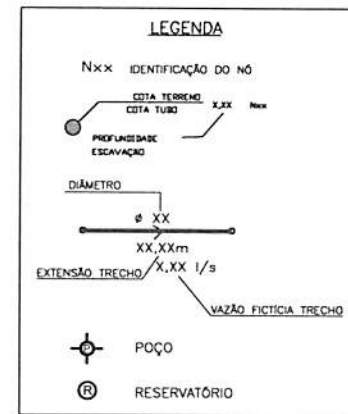 LEGENDA
Nxx IDENTIFICAÇÃO DO NÓ
COTA TERRENO
COTA TUBO
X,XX Nxx
PROFUNDIDADE
ESCAVAÇÃO
DIÂMETRO
ø XX
XX,XXm
EXTENSÃO TRECHO
X,XX l/s
VAZÃO FICTÍCIA TRECHO
P POÇO
R RESERVATÓRIO